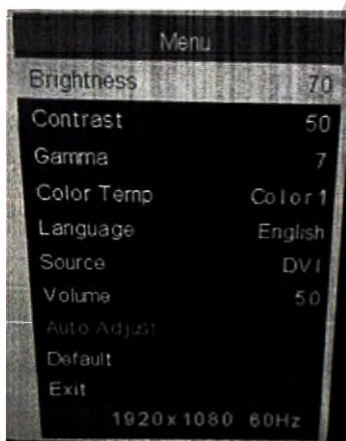 Menu
Brightness 70
Contrast 50
Gamma 7
Color Temp Color1
Language English
Source DVI
Volume 50
Auto Adjust
Default
Exit
1920x1080 60Hz